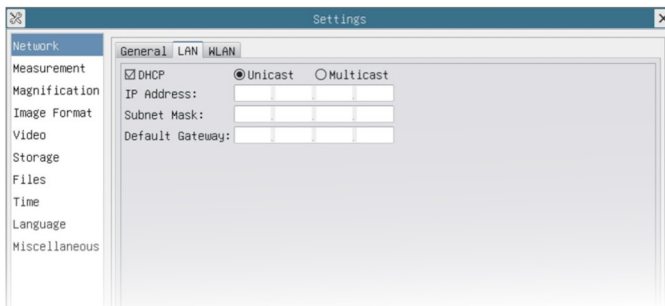 Settings
Network
Measurement
Magnification
Image Format
Video
Storage
Files
Time
Language
Miscellaneous
General LAN WLAN
DHCP Unicast Multicast
IP Address:
Subnet Mask:
Default Gateway: